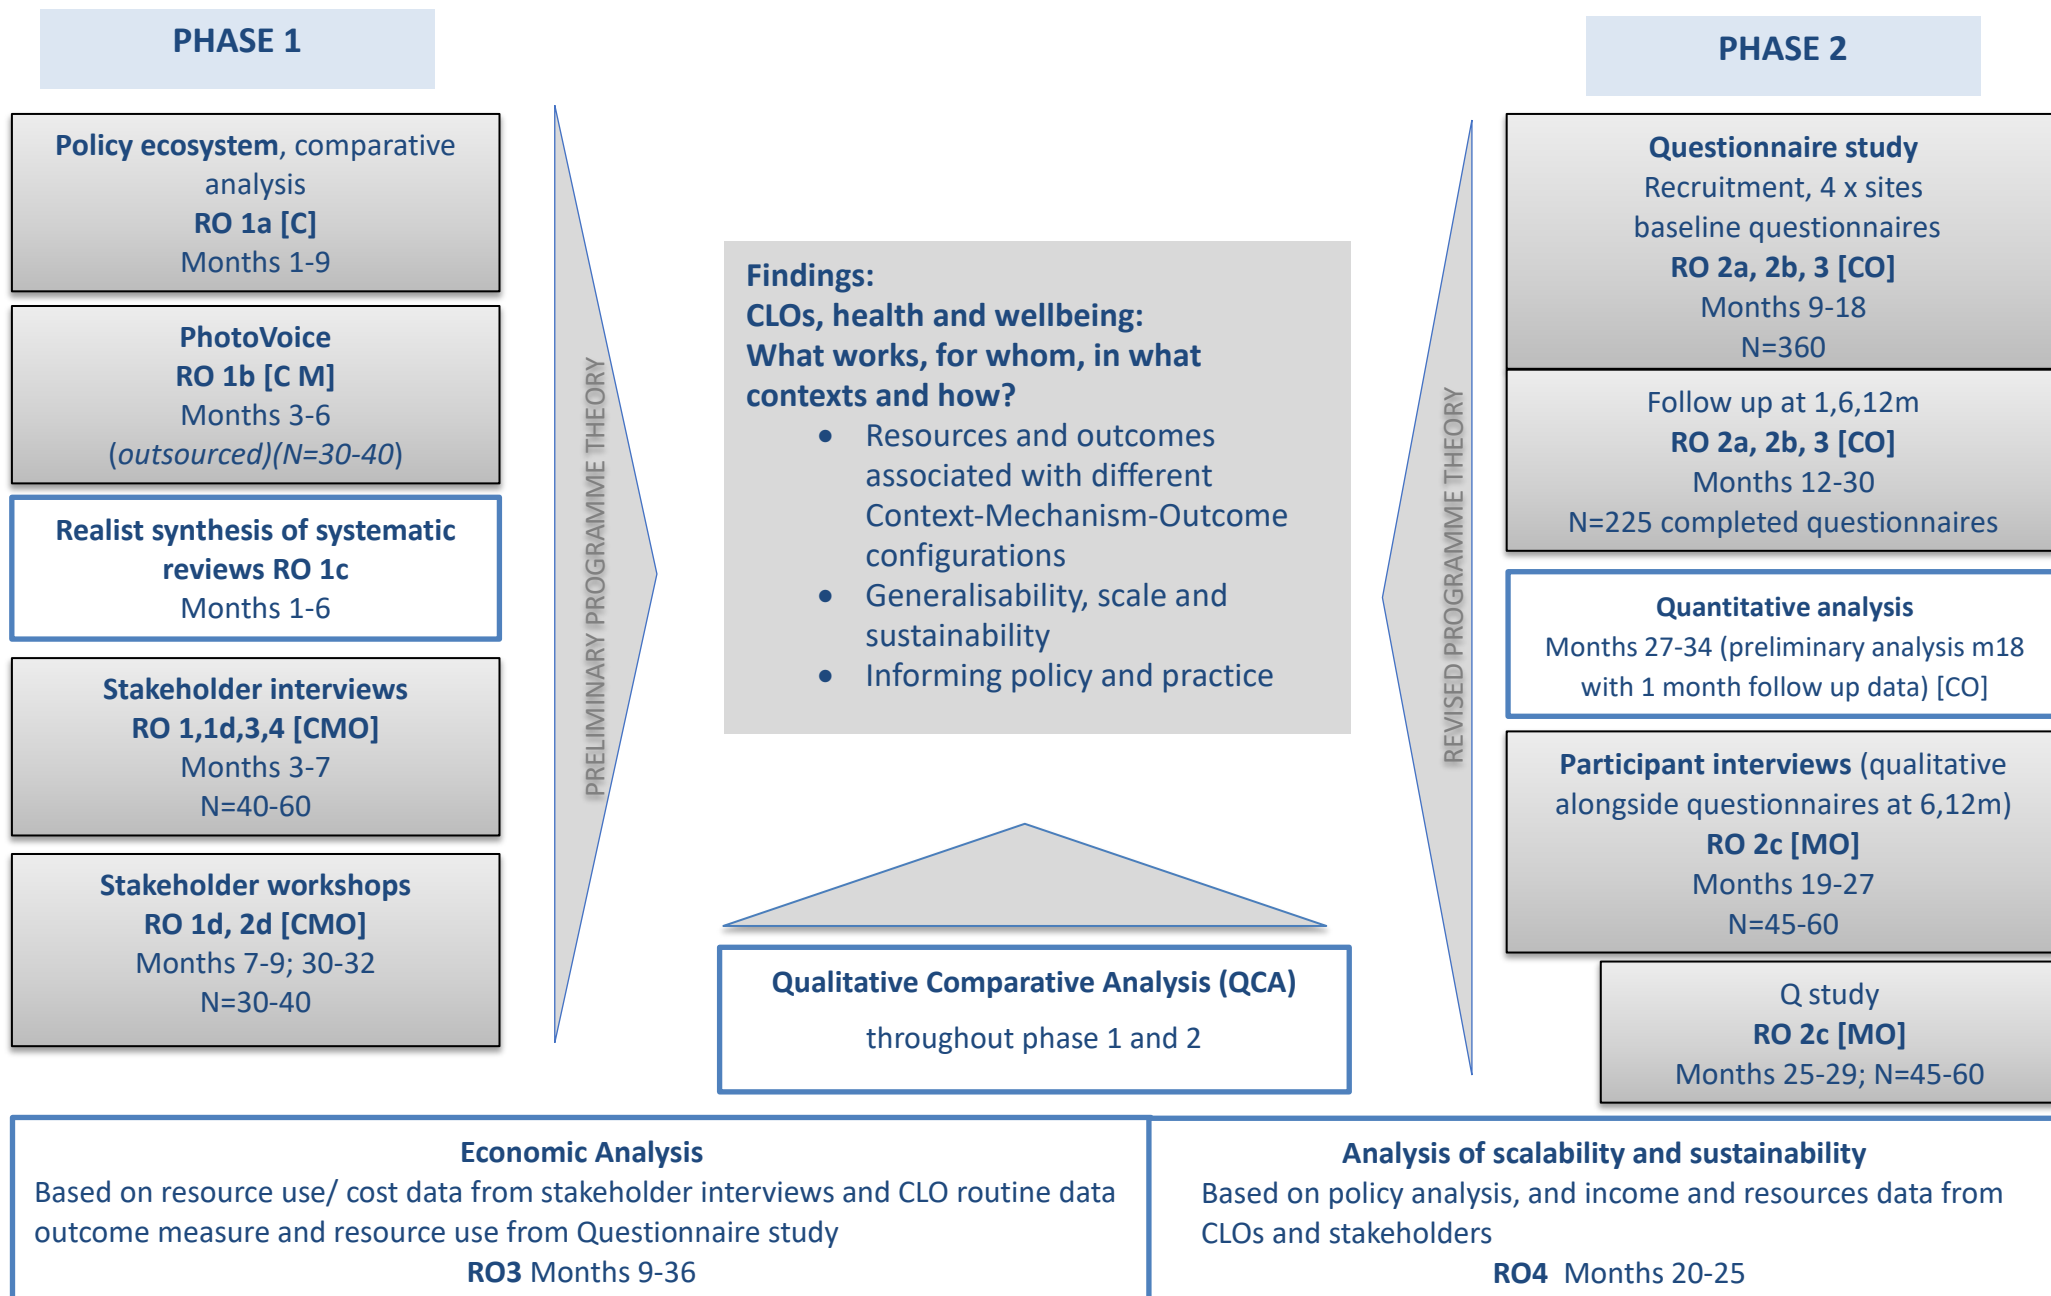 PHASE 1
Policy ecosystem, comparative
analysis
RO 1a [C]
Months 1-9
PhotoVoice
RO 1b [C M]
Months 3-6
(outsourced)(N=30-40)
Realist synthesis of systematic
reviews RO 1c
Months 1-6
Stakeholder interviews
RO 1,1d,3,4 [CMO]
Months 3-7
N=40-60
Stakeholder workshops
RO 1d, 2d [CMO]
Months 7-9; 30-32
N=30-40
PRELIMINARY PROGRAMME THEORY
Findings:
CLOs, health and wellbeing:
What works, for whom, in what
contexts and how?
• Resources and outcomes
associated with different
Context-Mechanism-Outcome
configurations
• Generalisability, scale and
sustainability
• Informing policy and practice
Qualitative Comparative Analysis (QCA)
throughout phase 1 and 2
REVISED PROGRAMME THEORY
PHASE 2
Questionnaire study
Recruitment, 4 x sites
baseline questionnaires
RO 2a, 2b, 3 [CO]
Months 9-18
N=360
Follow up at 1,6,12m
RO 2a, 2b, 3 [CO]
Months 12-30
N=225 completed questionnaires
Quantitative analysis
Months 27-34 (preliminary analysis m18
with 1 month follow up data) [CO]
Participant interviews (qualitative
alongside questionnaires at 6,12m)
RO 2c [MO]
Months 19-27
N=45-60
Q study
RO 2c [MO]
Months 25-29; N=45-60
Economic Analysis
Based on resource use/ cost data from stakeholder interviews and CLO routine data
outcome measure and resource use from Questionnaire study
RO3 Months 9-36
Analysis of scalability and sustainability
Based on policy analysis, and income and resources data from
CLOs and stakeholders
RO4 Months 20-25